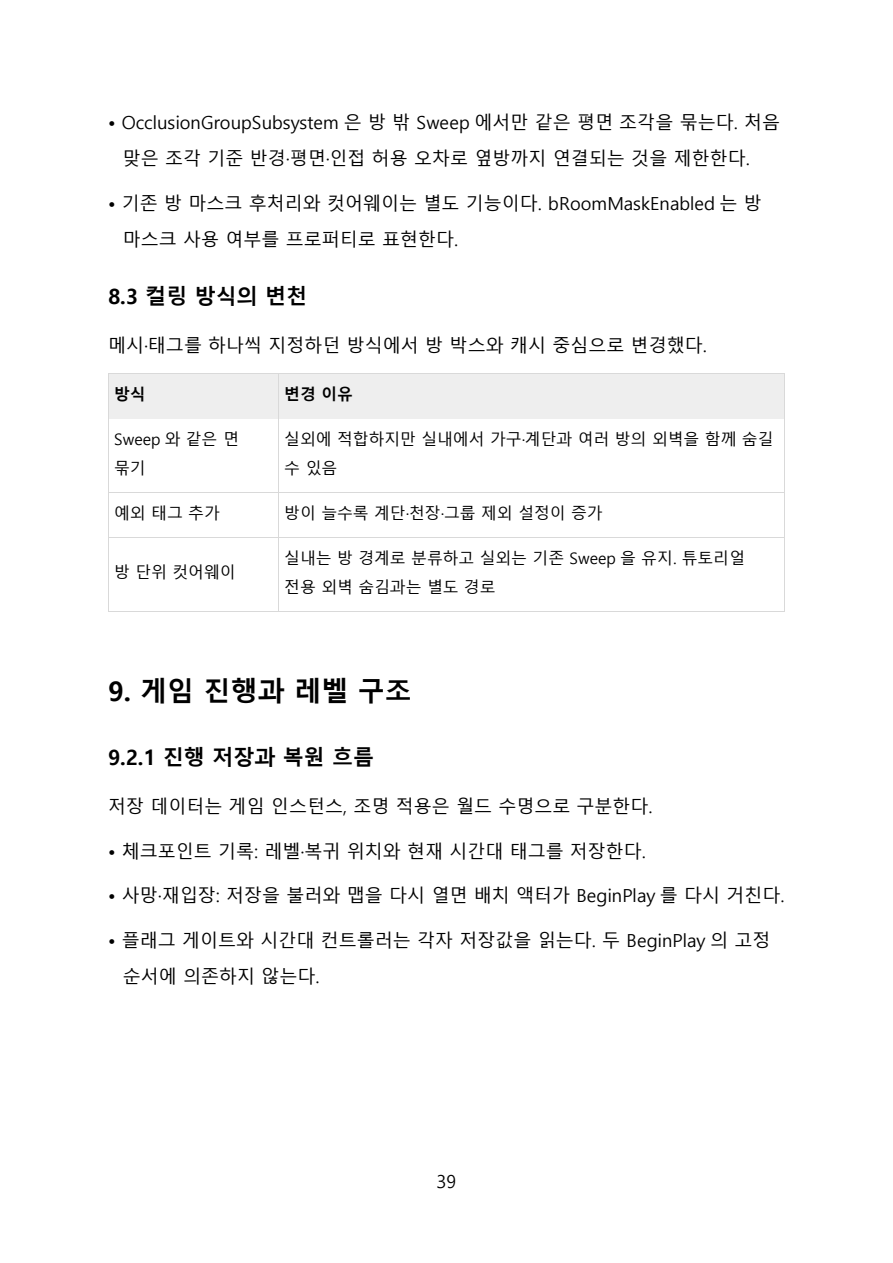 • OcclusionGroupSubsystem 은 방 밖 Sweep 에서만 같은 평면 조각을 묶는다. 처음
맞은 조각 기준 반경·평면·인접 허용 오차로 옆방까지 연결되는 것을 제한한다.
• 기존 방 마스크 후처리와 컷어웨이는 별도 기능이다. bRoomMaskEnabled 는 방
마스크 사용 여부를 프로퍼티로 표현한다.
8.3 컬링 방식의 변천
메시·태그를 하나씩 지정하던 방식에서 방 박스와 캐시 중심으로 변경했다.
방식 변경 이유
Sweep 와 같은 면 실외에 적합하지만 실내에서 가구·계단과 여러 방의 외벽을 함께 숨길
묶기 수 있음
예외 태그 추가 방이 늘수록 계단·천장·그룹 제외 설정이 증가
방 단위 컷어웨이 실내는 방 경계로 분류하고 실외는 기존 Sweep 을 유지. 튜토리얼
전용 외벽 숨김과는 별도 경로
9. 게임 진행과 레벨 구조
9.2.1 진행 저장과 복원 흐름
저장 데이터는 게임 인스턴스, 조명 적용은 월드 수명으로 구분한다.
• 체크포인트 기록: 레벨·복귀 위치와 현재 시간대 태그를 저장한다.
• 사망·재입장: 저장을 불러와 맵을 다시 열면 배치 액터가 BeginPlay 를 다시 거친다.
• 플래그 게이트와 시간대 컨트롤러는 각자 저장값을 읽는다. 두 BeginPlay 의 고정
순서에 의존하지 않는다.
39